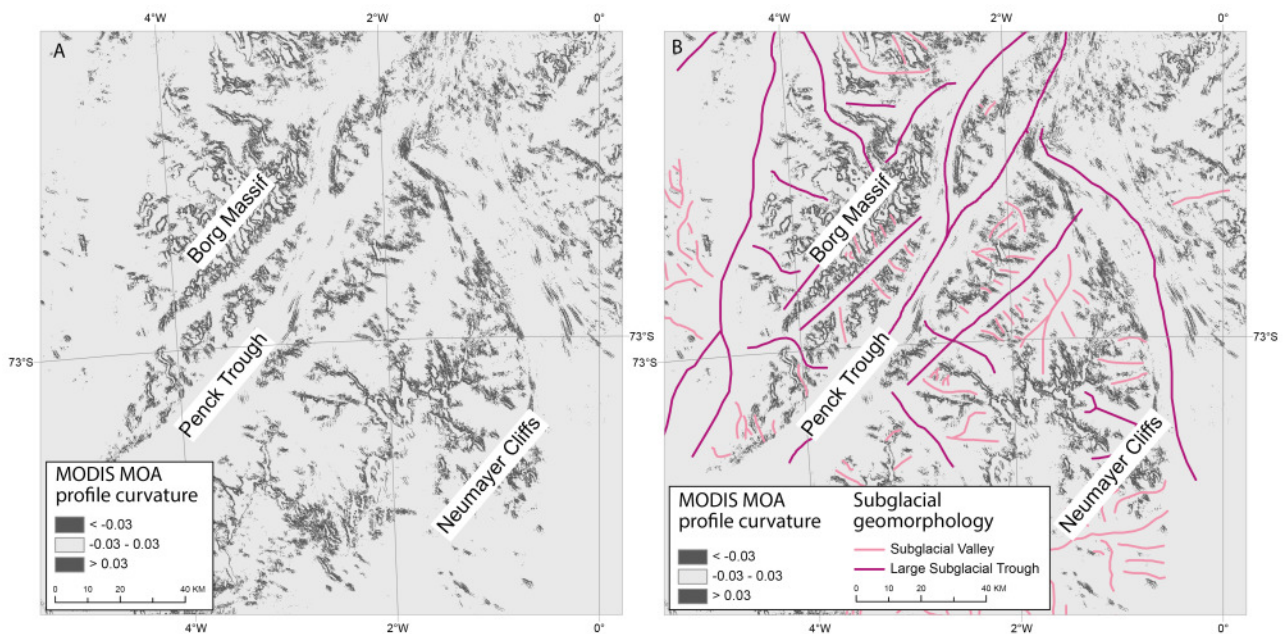 4°W
2°W
0°
A
Borg Massif
Penck Trough
Neumayer Cliffs
73°S
73°S
MODIS MOA
profile curvature
< -0.03
-0.03 - 0.03
> 0.03
0 10 20 40 KM
4°W
2°W
0°
4°W
2°W
0°
B
Borg Massif
Penck Trough
Neumayer Cliffs
73°S
MODIS MOA
profile curvature
< -0.03
-0.03 - 0.03
> 0.03
Subglacial
geomorphology
Subglacial Valley
Large Subglacial Trough
0 10 20 40 KM
4°W
2°W
0°